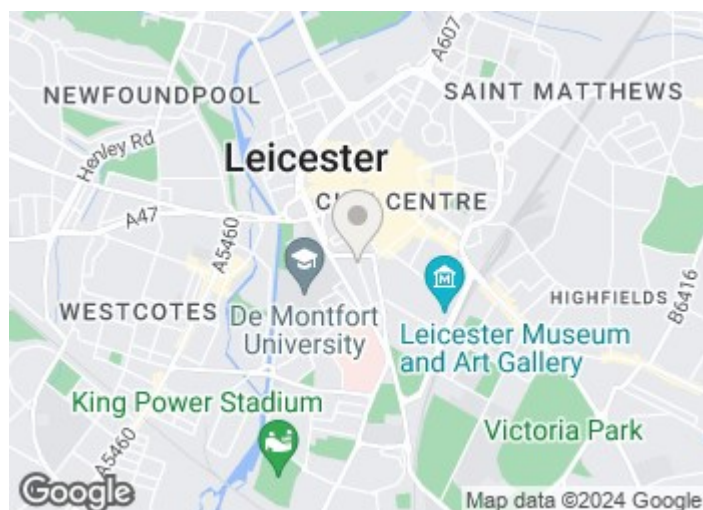 A607
NEWFOUNDPOOL
SAINT MATTHEWS
Henley Rd
Leicester
CENTRE
A47
A5460
B6416
HIGHFIELDS
WESTCOTES
De Montfort
University
M
Leicester Museum
and Art Gallery
King Power Stadium
A5460
Victoria Park
Google
Map data ©2024 Google